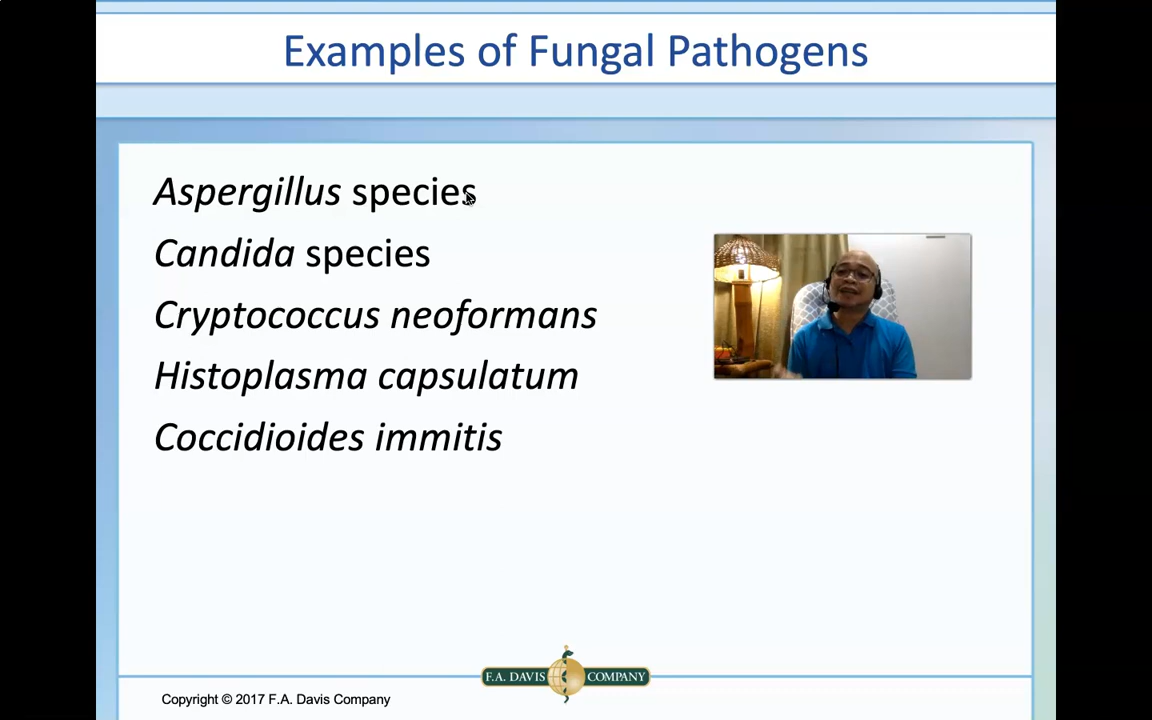 Examples of Fungal Pathogens
Aspergillus species
Candida species
Cryptococcus neoformans
Histoplasma capsulatum
Coccidioides immitis
F.A. DAVIS COMPANY
Copyright © 2017 F.A. Davis Company